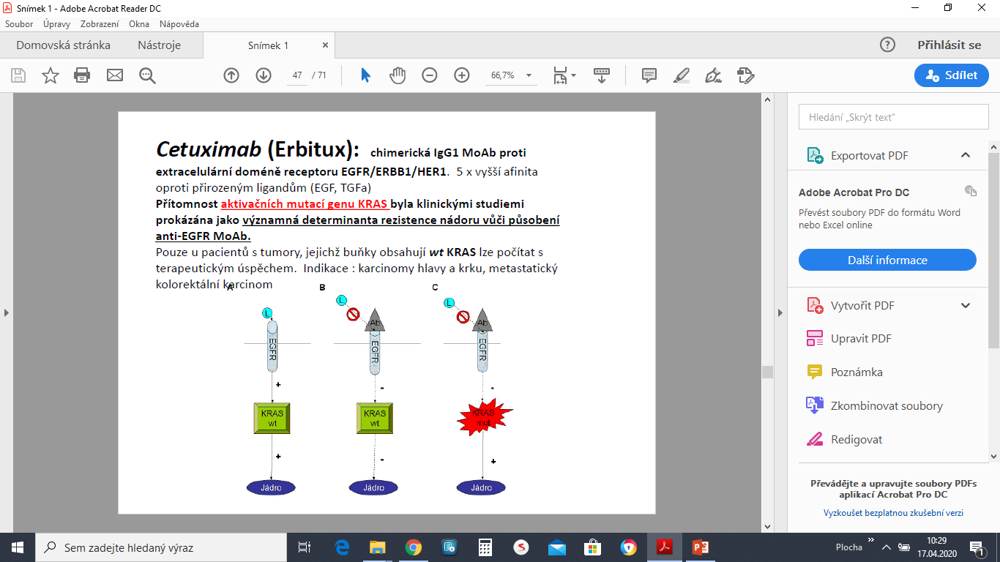 Snímek 1 - Adobe Acrobat Reader DC
Soubor Úpravy Zobrazení Okna Nápověda
Domovská stránka Nástroje Snímek 1 × ? Přihlásit se
47 / 71 66,7% Sdílet
Cetuximab (Erbitux): chimerická IgG1 MoAb proti
extracelulární doméně receptoru EGFR/ERBB1/HER1. 5 x vyšší afinita
oproti přirozeným ligandům (EGF, TGFa)
Přítomnost aktivačních mutací genu KRAS byla klinickými studiemi
prokázána jako významná determinanta rezistence nádoru vůči působení
anti-EGFR MoAb.
Pouze u pacientů s tumory, jejichž buňky obsahují wt KRAS lze počítat s
terapeutickým úspěchem. Indikace : karcinomy hlavy a krku, metastatický
kolorektální karcinom
A B C
L L L
Ab Ab
EGFR EGFR EGFR
+ - -
KRAS KRAS KRAS
wt wt mut
+ - +
Jádro Jádro Jádro
Hledání „Skrýt text"
Exportovat PDF
Adobe Acrobat Pro DC
Převést soubory PDF do formátu Word
nebo Excel online
Další informace
Vytvořit PDF
Upravit PDF
Poznámka
Zkombinovat soubory
Redigovat
Převádějte a upravujte soubory PDFs
aplikací Acrobat Pro DC
Vyzkoušet bezplatnou zkušební verzi
Sem zadejte hledaný výraz
Plocha » 10:29
17.04.2020 1